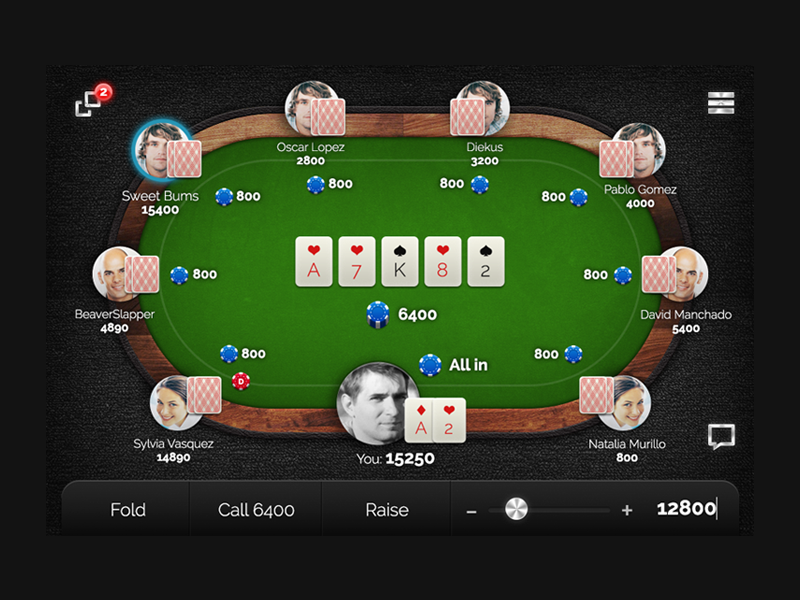 2
Oscar Lopez
2800
Diekus
3200
Sweet Bums
15400
Pablo Gomez
4000
800
800
800
800
A
7
K
8
2
BeaverSlapper
4890
800
800
David Manchado
5400
6400
800
D
All in
800
A
2
Sylvia Vasquez
14890
You: 15250
Natalia Murillo
800
Fold
Call 6400
Raise
–
+
12800